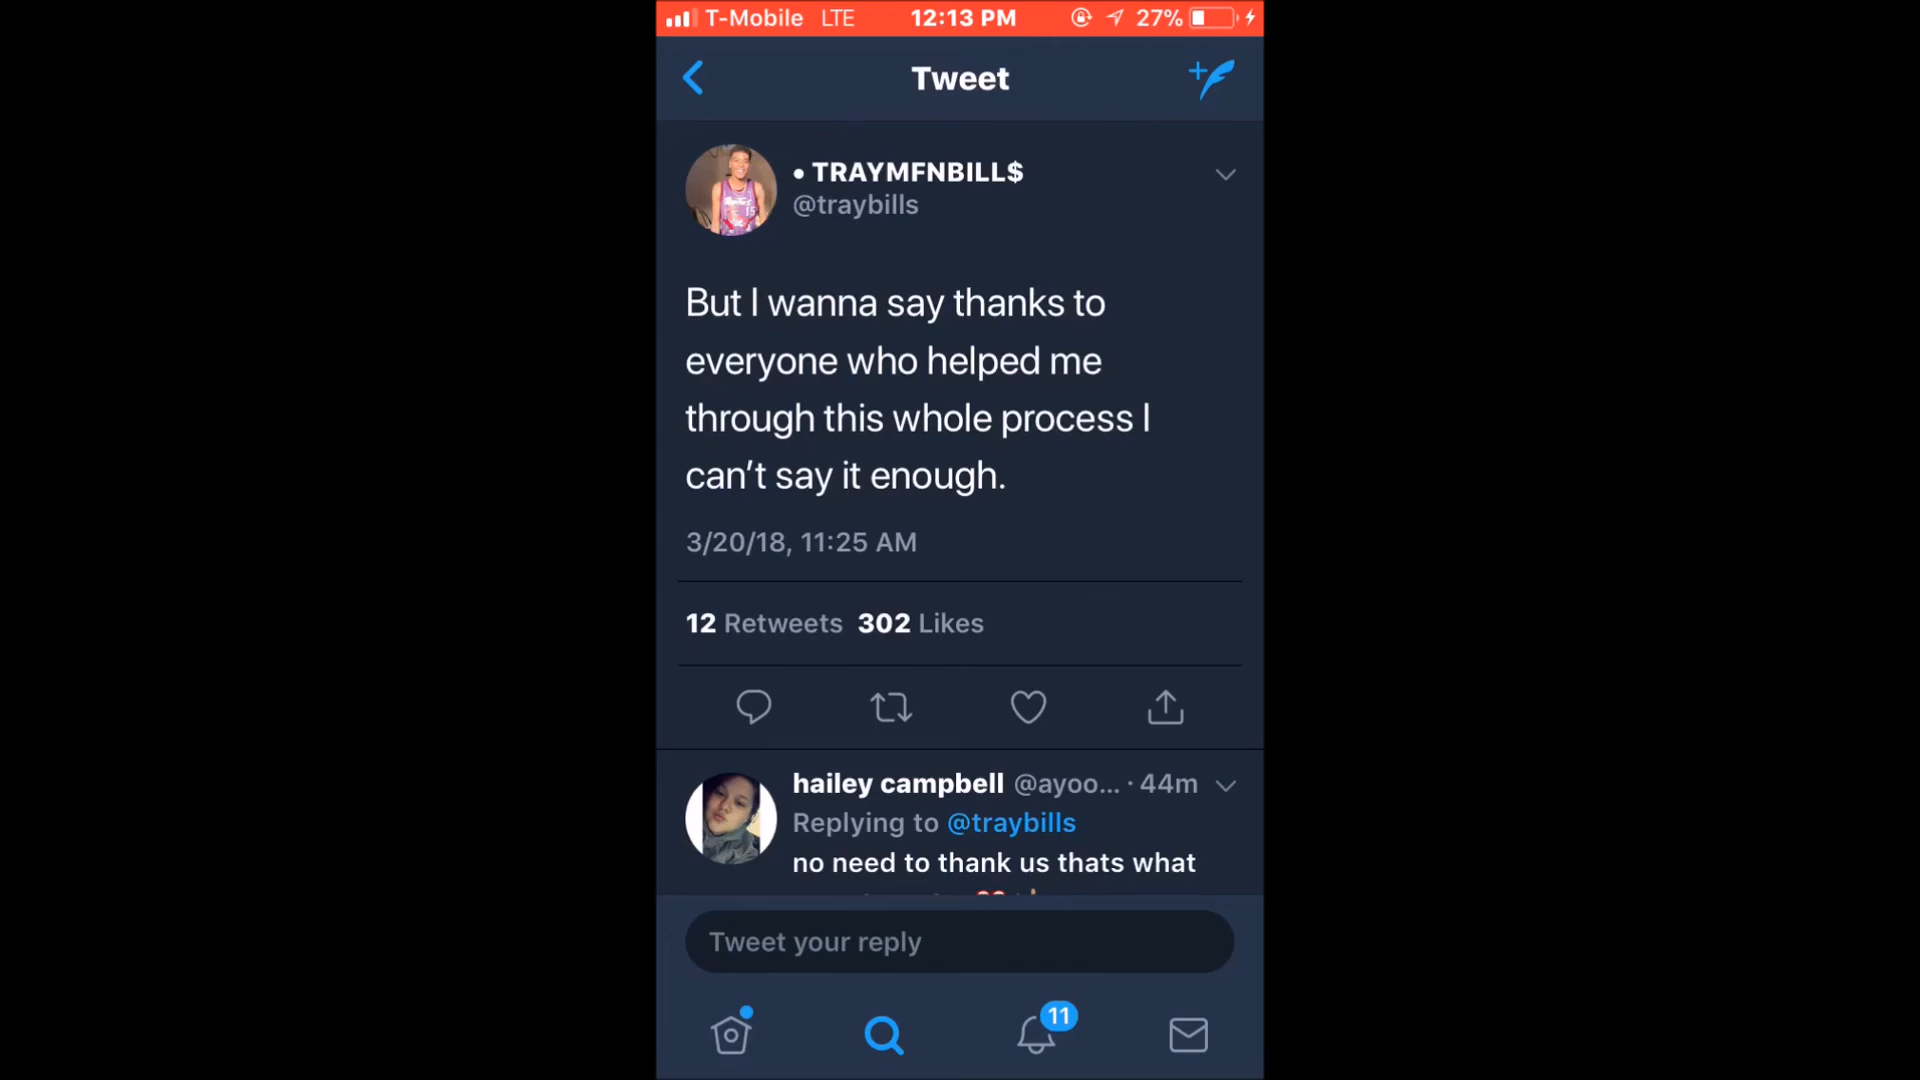 T-Mobile LTE 12:13 PM 27%
Tweet
• TRAYMFNBILL$
@traybills
But I wanna say thanks to
everyone who helped me
through this whole process I
can’t say it enough.
3/20/18, 11:25 AM
12 Retweets 302 Likes
hailey campbell @ayoo... · 44m
Replying to @traybills
no need to thank us thats what
Tweet your reply
11